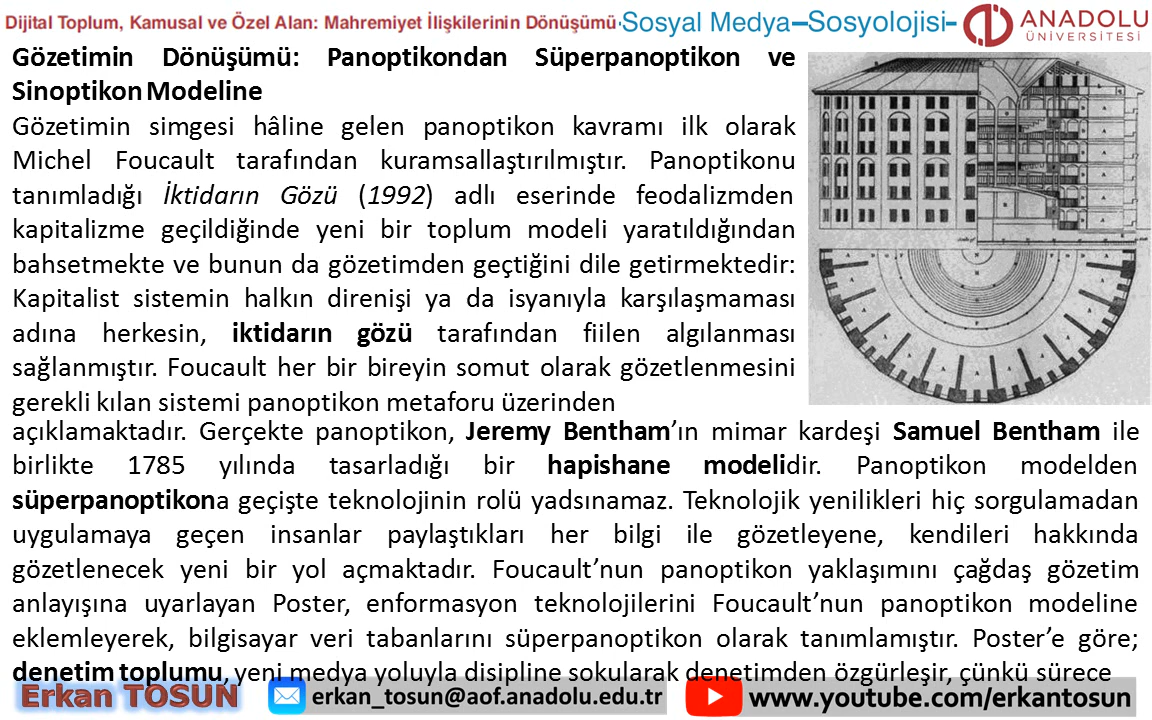 Dijital Toplum, Kamusal ve Özel Alan: Mahremiyet İlişkilerinin Dönüşümü-Sosyal Medya–Sosyolojisi–
ANADOLU
ÜNİVERSİTESİ
Gözetimin Dönüşümü: Panoptikondan Süperpanoptikon ve
Sinoptikon Modeline
Gözetimin simgesi hâline gelen panoptikon kavramı ilk olarak
Michel Foucault tarafından kuramsallaştırılmıştır. Panoptikonu
tanımladığı İktidarın Gözü (1992) adlı eserinde feodalizmden
kapitalizme geçildiğinde yeni bir toplum modeli yaratıldığından
bahsetmekte ve bunun da gözetimden geçtiğini dile getirmektedir:
Kapitalist sistemin halkın direnişi ya da isyanıyla karşılaşmaması
adına herkesin, iktidarın gözü tarafından fiilen algılanması
sağlanmıştır. Foucault her bir bireyin somut olarak gözetlenmesini
gerekli kılan sistemi panoptikon metaforu üzerinden
açıklamaktadır. Gerçekte panoptikon, Jeremy Bentham’ın mimar kardeşi Samuel Bentham ile
birlikte 1785 yılında tasarladığı bir hapishane modelidir. Panoptikon modelden
süperpanoptikona geçişte teknolojinin rolü yadsınamaz. Teknolojik yenilikleri hiç sorgulamadan
uygulamaya geçen insanlar paylaştıkları her bilgi ile gözetleyene, kendileri hakkında
gözetlenecek yeni bir yol açmaktadır. Foucault’nun panoptikon yaklaşımını çağdaş gözetim
anlayışına uyarlayan Poster, enformasyon teknolojilerini Foucault’nun panoptikon modeline
eklemleyerek, bilgisayar veri tabanlarını süperpanoptikon olarak tanımlamıştır. Poster’e göre;
denetim toplumu, yeni medya yoluyla disipline sokularak denetimden özgürleşir, çünkü sürece
Erkan TOSUN
erkan_tosun@aof.anadolu.edu.tr
www.youtube.com/erkantosun